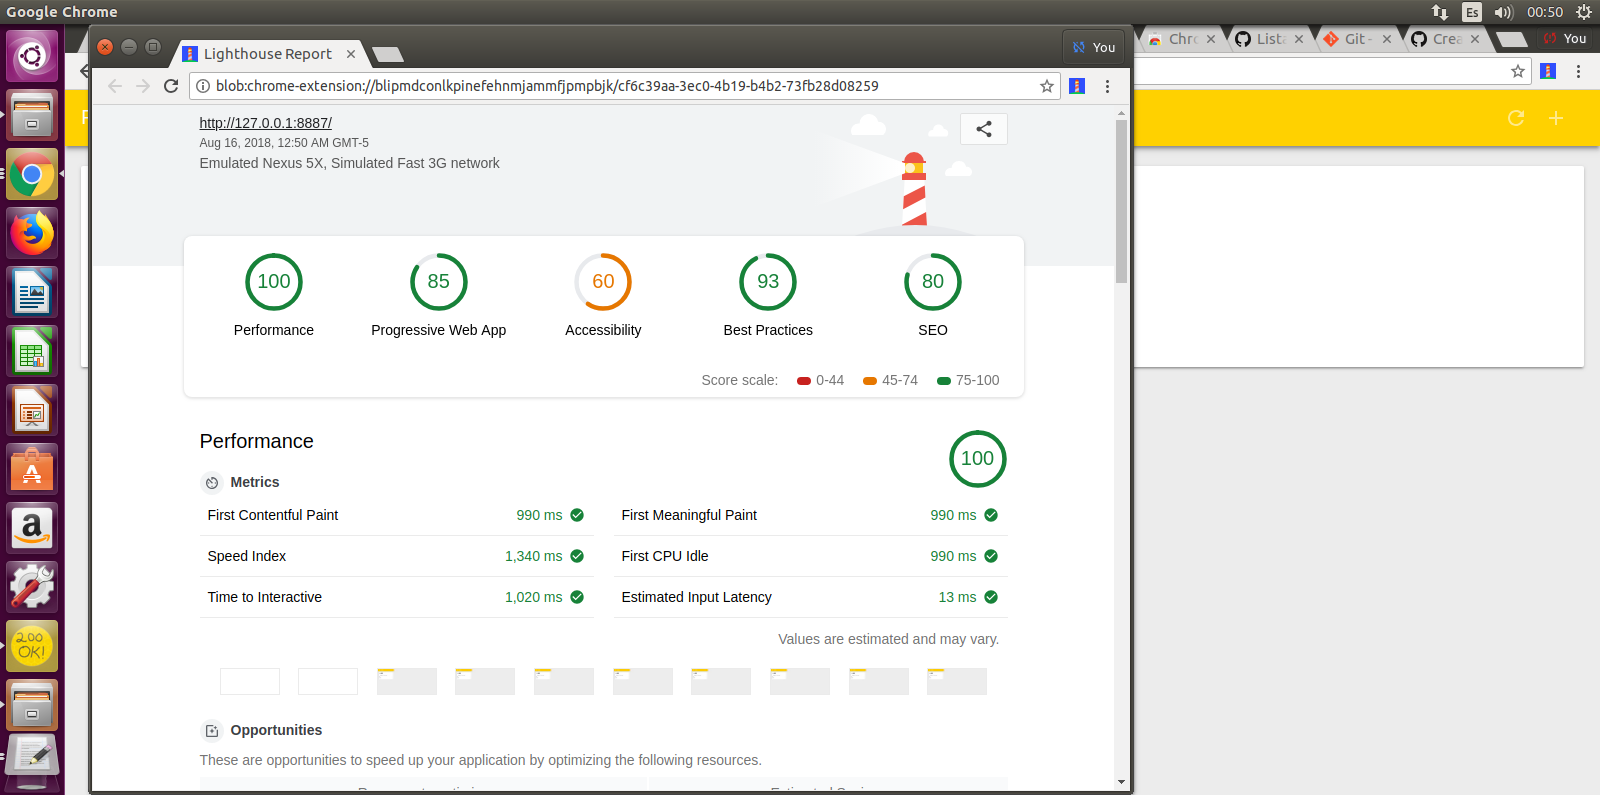 Google Chrome
Es
00:50
Lighthouse Report
You
Chro
Lista
Git -
Crea
You
blob:chrome-extension://blipmdconlkpinefehnmjammfjpmpbjk/cf6c39aa-3ec0-4b19-b4b2-73fb28d08259
http://127.0.0.1:8887/
Aug 16, 2018, 12:50 AM GMT-5
Emulated Nexus 5X, Simulated Fast 3G network
100
85
60
93
80
Performance
Progressive Web App
Accessibility
Best Practices
SEO
Score scale:
0-44
45-74
75-100
Performance
100
Metrics
First Contentful Paint
990 ms
First Meaningful Paint
990 ms
Speed Index
1,340 ms
First CPU Idle
990 ms
Time to Interactive
1,020 ms
Estimated Input Latency
13 ms
Values are estimated and may vary.
200
OK!
Opportunities
These are opportunities to speed up your application by optimizing the following resources.